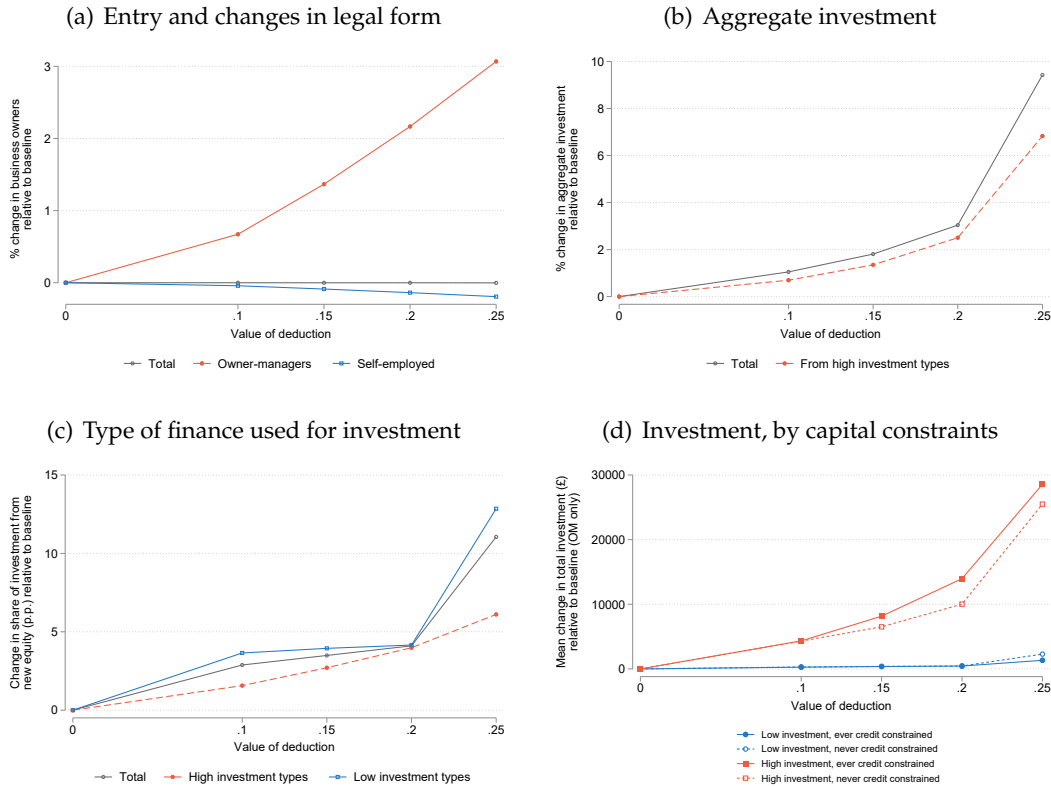 (a) Entry and changes in legal form
% change in business owners
relative to baseline
3
2
1
0
0
.1
.15
.2
.25
Value of deduction
Total
Owner-managers
Self-employed
(b) Aggregate investment
% change in aggregate investment
relative to baseline
10
8
6
4
2
0
0
.1
.15
.2
.25
Value of deduction
Total
From high investment types
(c) Type of finance used for investment
Change in share of investment from
new equity (p.p.) relative to baseline
15
10
5
0
0
.1
.15
.2
.25
Value of deduction
Total
High investment types
Low investment types
(d) Investment, by capital constraints
Mean change in total investment (£)
relative to baseline (OM only)
30000
20000
10000
0
0
.1
.15
.2
.25
Value of deduction
Low investment, ever credit constrained
Low investment, never credit constrained
High investment, ever credit constrained
High investment, never credit constrained